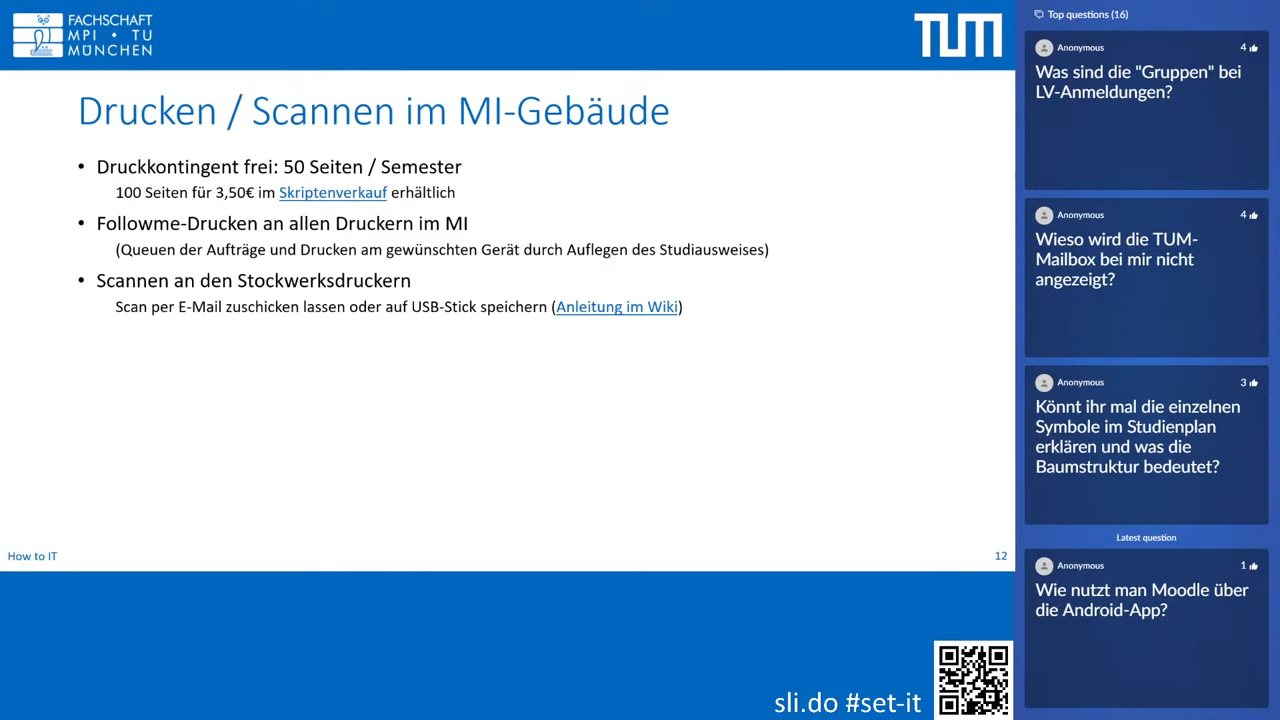 FACHSCHAFT
MPI • TU
MÜNCHEN
TUM
Drucken / Scannen im MI-Gebäude
• Druckkontingent frei: 50 Seiten / Semester
100 Seiten für 3,50€ im Skriptenverkauf erhältlich
• Followme-Drucken an allen Druckern im MI
(Queuen der Aufträge und Drucken am gewünschten Gerät durch Auflegen des Studiausweises)
• Scannen an den Stockwerksdruckern
Scan per E-Mail zuschicken lassen oder auf USB-Stick speichern (Anleitung im Wiki)
How to IT
12
sli.do #set-it
Top questions (16)
Anonymous
4
Was sind die "Gruppen" bei
LV-Anmeldungen?
Anonymous
4
Wieso wird die TUM-
Mailbox bei mir nicht
angezeigt?
Anonymous
3
Könnt ihr mal die einzelnen
Symbole im Studienplan
erklären und was die
Baumstruktur bedeutet?
Latest question
Anonymous
1
Wie nutzt man Moodle über
die Android-App?